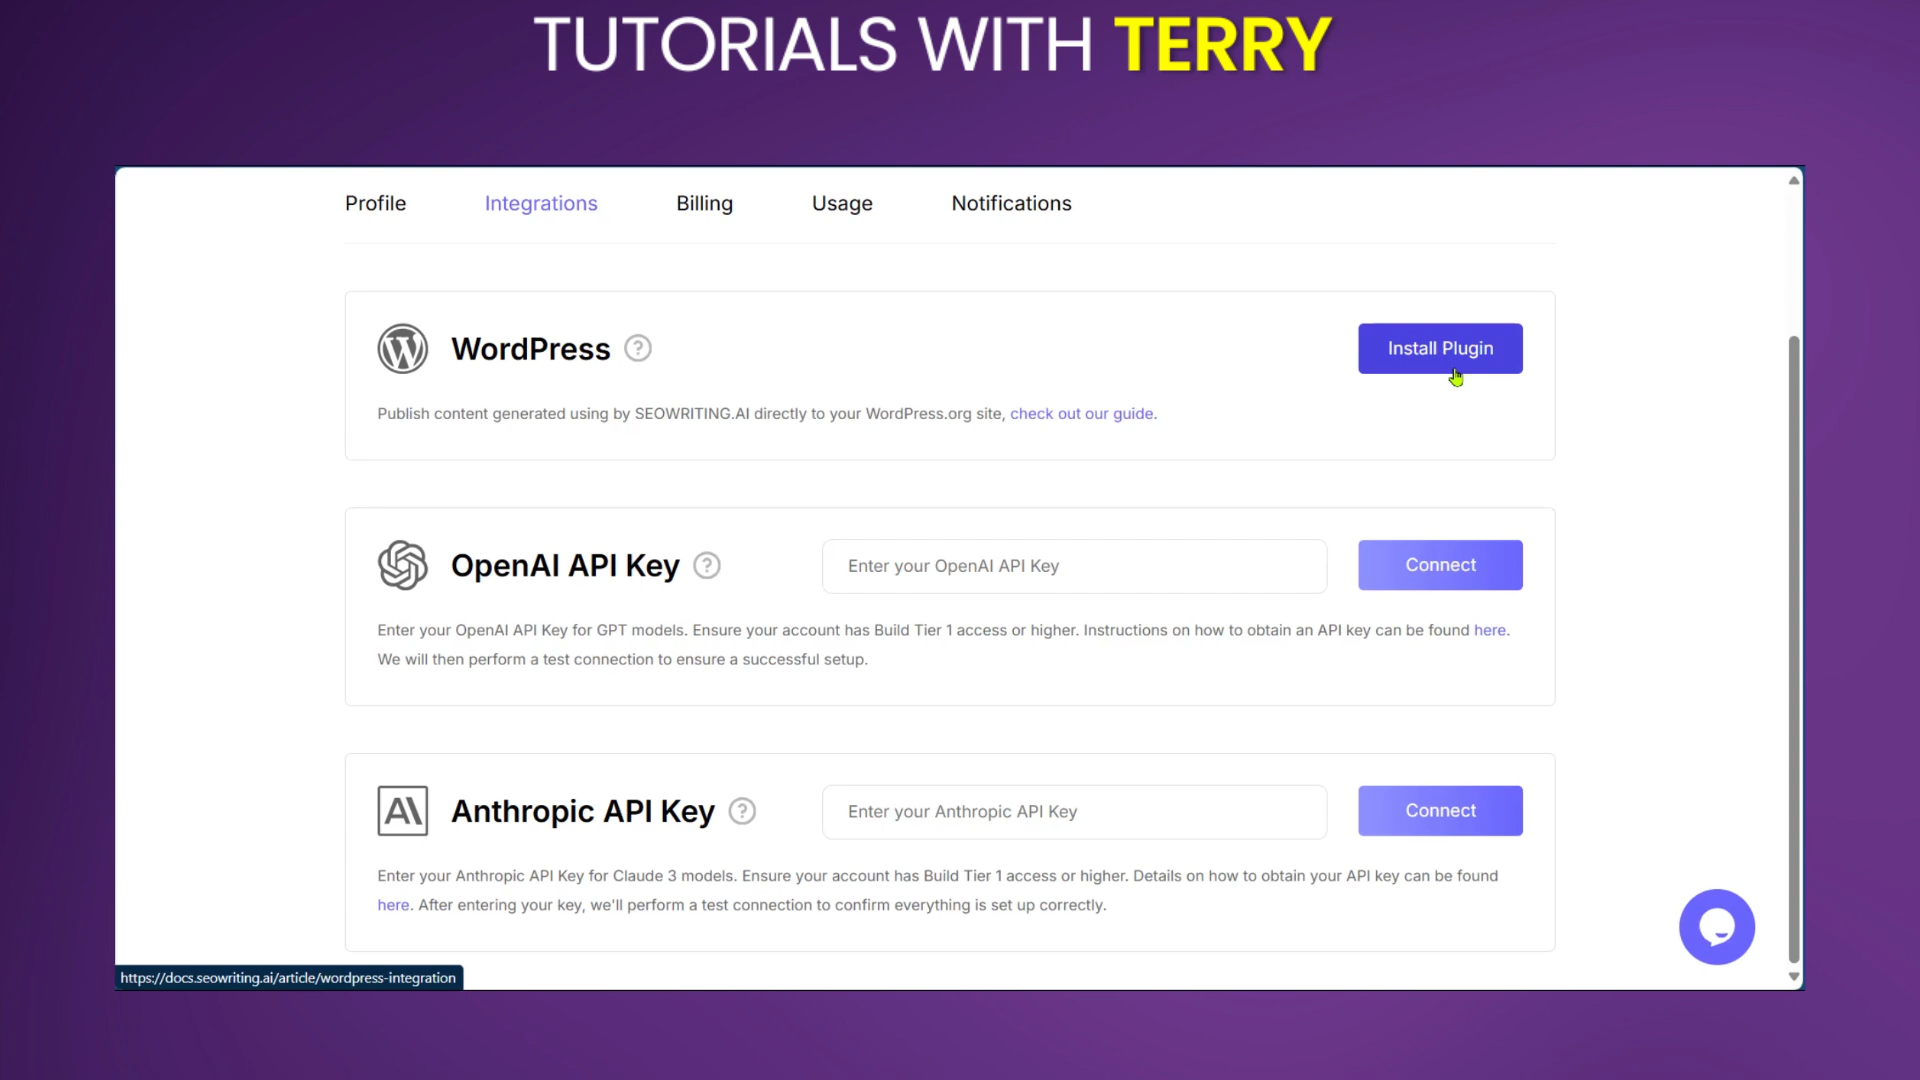 TUTORIALS WITH TERRY
Profile Integrations Billing Usage Notifications
WordPress ? Install Plugin
Publish content generated using by SEOWRITING.AI directly to your WordPress.org site, check out our guide.
OpenAI API Key ? Enter your OpenAI API Key Connect
Enter your OpenAI API Key for GPT models. Ensure your account has Build Tier 1 access or higher. Instructions on how to obtain an API key can be found here.
We will then perform a test connection to ensure a successful setup.
Anthropic API Key ? Enter your Anthropic API Key Connect
Enter your Anthropic API Key for Claude 3 models. Ensure your account has Build Tier 1 access or higher. Details on how to obtain your API key can be found
here. After entering your key, we'll perform a test connection to confirm everything is set up correctly.
https://docs.seowriting.ai/article/wordpress-integration